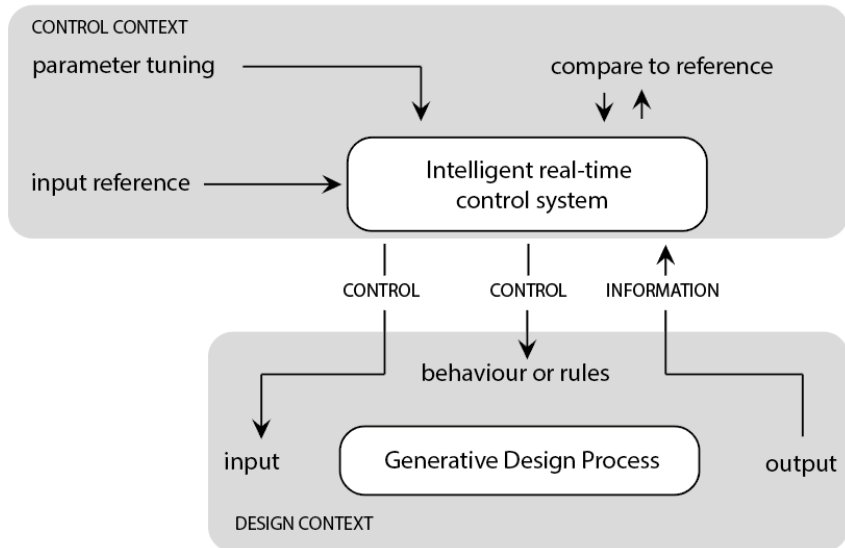 CONTROL CONTEXT
parameter tuning
compare to reference
input reference
Intelligent real-time
control system
CONTROL
CONTROL
INFORMATION
behaviour or rules
input
Generative Design Process
output
DESIGN CONTEXT